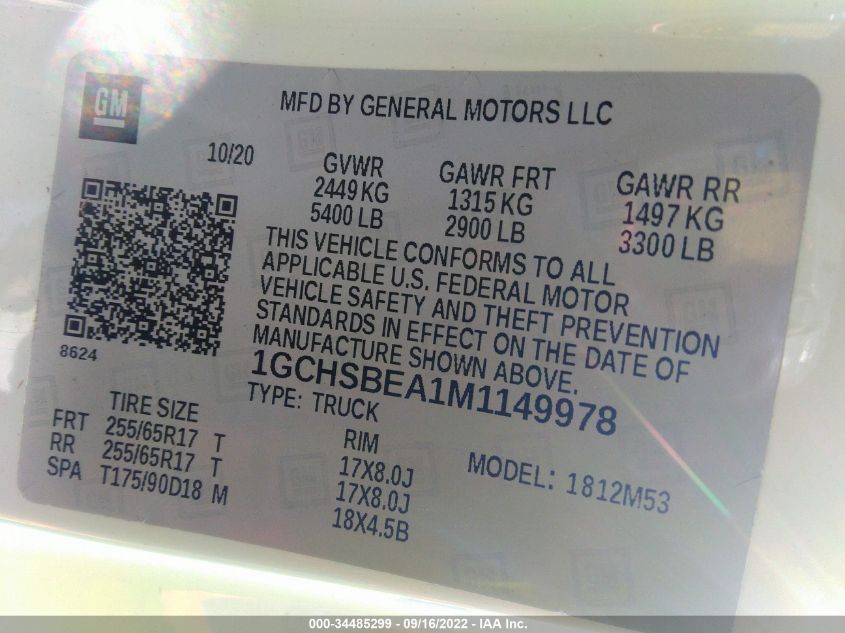 GM
MFD BY GENERAL MOTORS LLC
10/20
GVWR
2449 KG
5400 LB
GAWR FRT
1315 KG
2900 LB
GAWR RR
1497 KG
3300 LB
THIS VEHICLE CONFORMS TO ALL
APPLICABLE U.S. FEDERAL MOTOR
VEHICLE SAFETY AND THEFT PREVENTION
STANDARDS IN EFFECT ON THE DATE OF
MANUFACTURE SHOWN ABOVE.
8624
1GCHSBEA1M1149978
TYPE: TRUCK
MODEL: 1812M53
TIRE SIZE
RIM
FRT 255/65R17 T 17X8.0J
RR 255/65R17 T 17X8.0J
SPA T175/90D18 M 18X4.5B
000-34485299 - 09/16/2022 - IAA Inc.